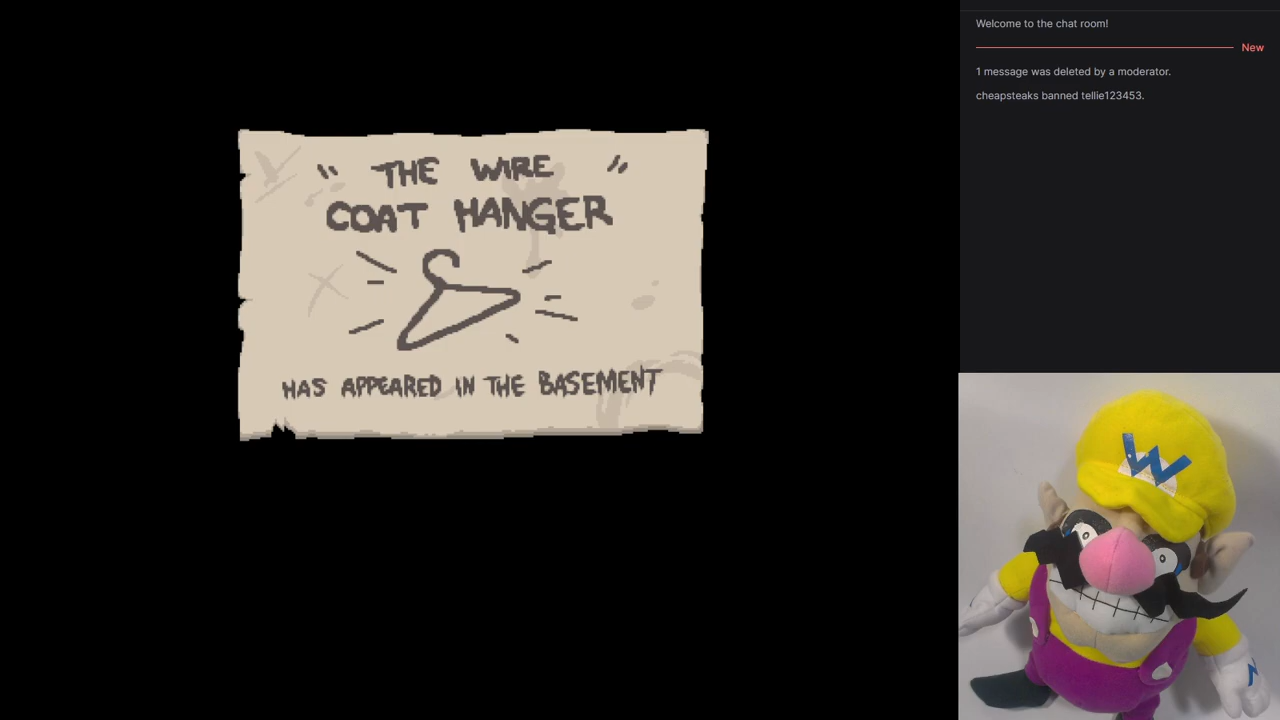 " THE WIRE "
COAT HANGER
HAS APPEARED IN THE BASEMENT
Welcome to the chat room!
New
1 message was deleted by a moderator.
cheapsteaks banned tellie123453.
W